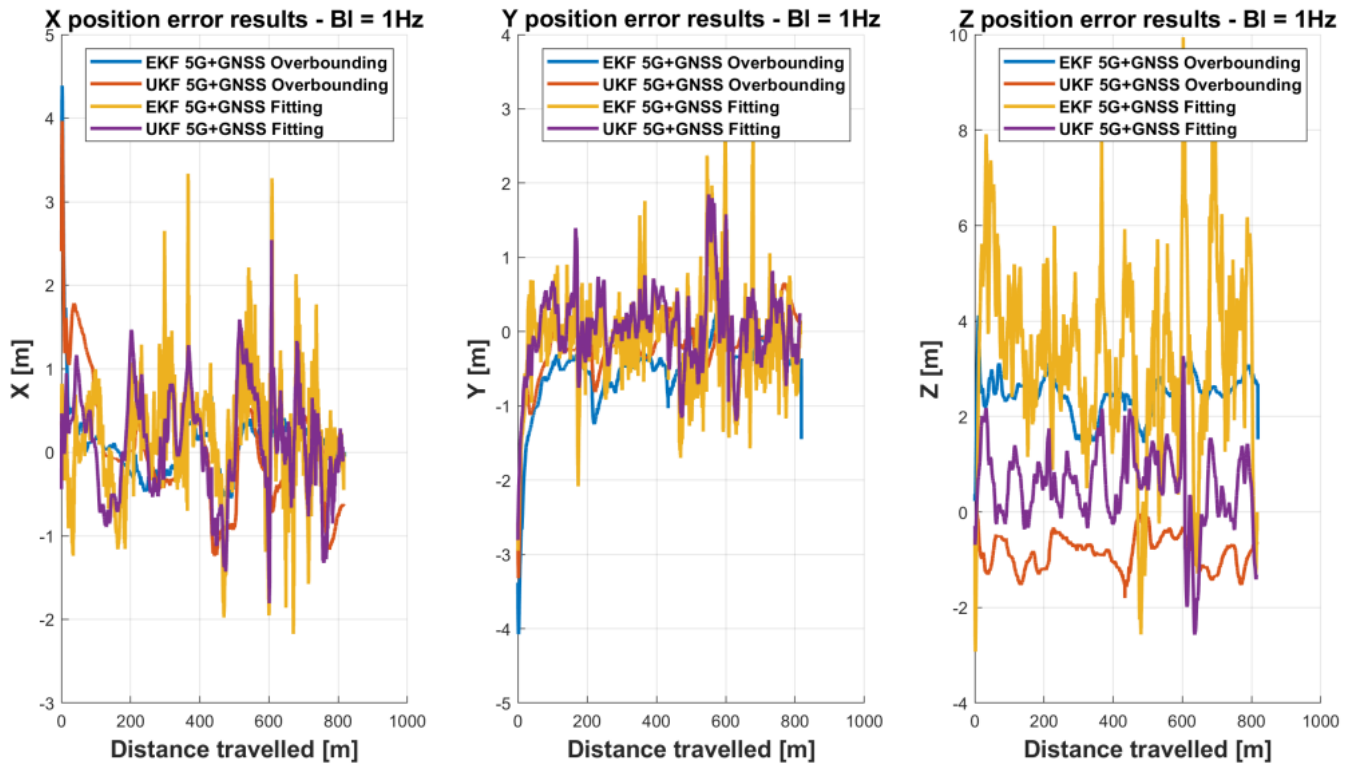 X position error results - Bl = 1Hz
5
4
3
2
1
0
-1
-2
-3
X [m]
EKF 5G+GNSS Overbounding
UKF 5G+GNSS Overbounding
EKF 5G+GNSS Fitting
UKF 5G+GNSS Fitting
0 200 400 600 800 1000
Distance travelled [m]
Y position error results - Bl = 1Hz
4
3
2
1
0
-1
-2
-3
-4
-5
Y [m]
EKF 5G+GNSS Overbounding
UKF 5G+GNSS Overbounding
EKF 5G+GNSS Fitting
UKF 5G+GNSS Fitting
0 200 400 600 800 1000
Distance travelled [m]
Z position error results - Bl = 1Hz
10
8
6
4
2
0
-2
-4
Z [m]
EKF 5G+GNSS Overbounding
UKF 5G+GNSS Overbounding
EKF 5G+GNSS Fitting
UKF 5G+GNSS Fitting
0 200 400 600 800 1000
Distance travelled [m]